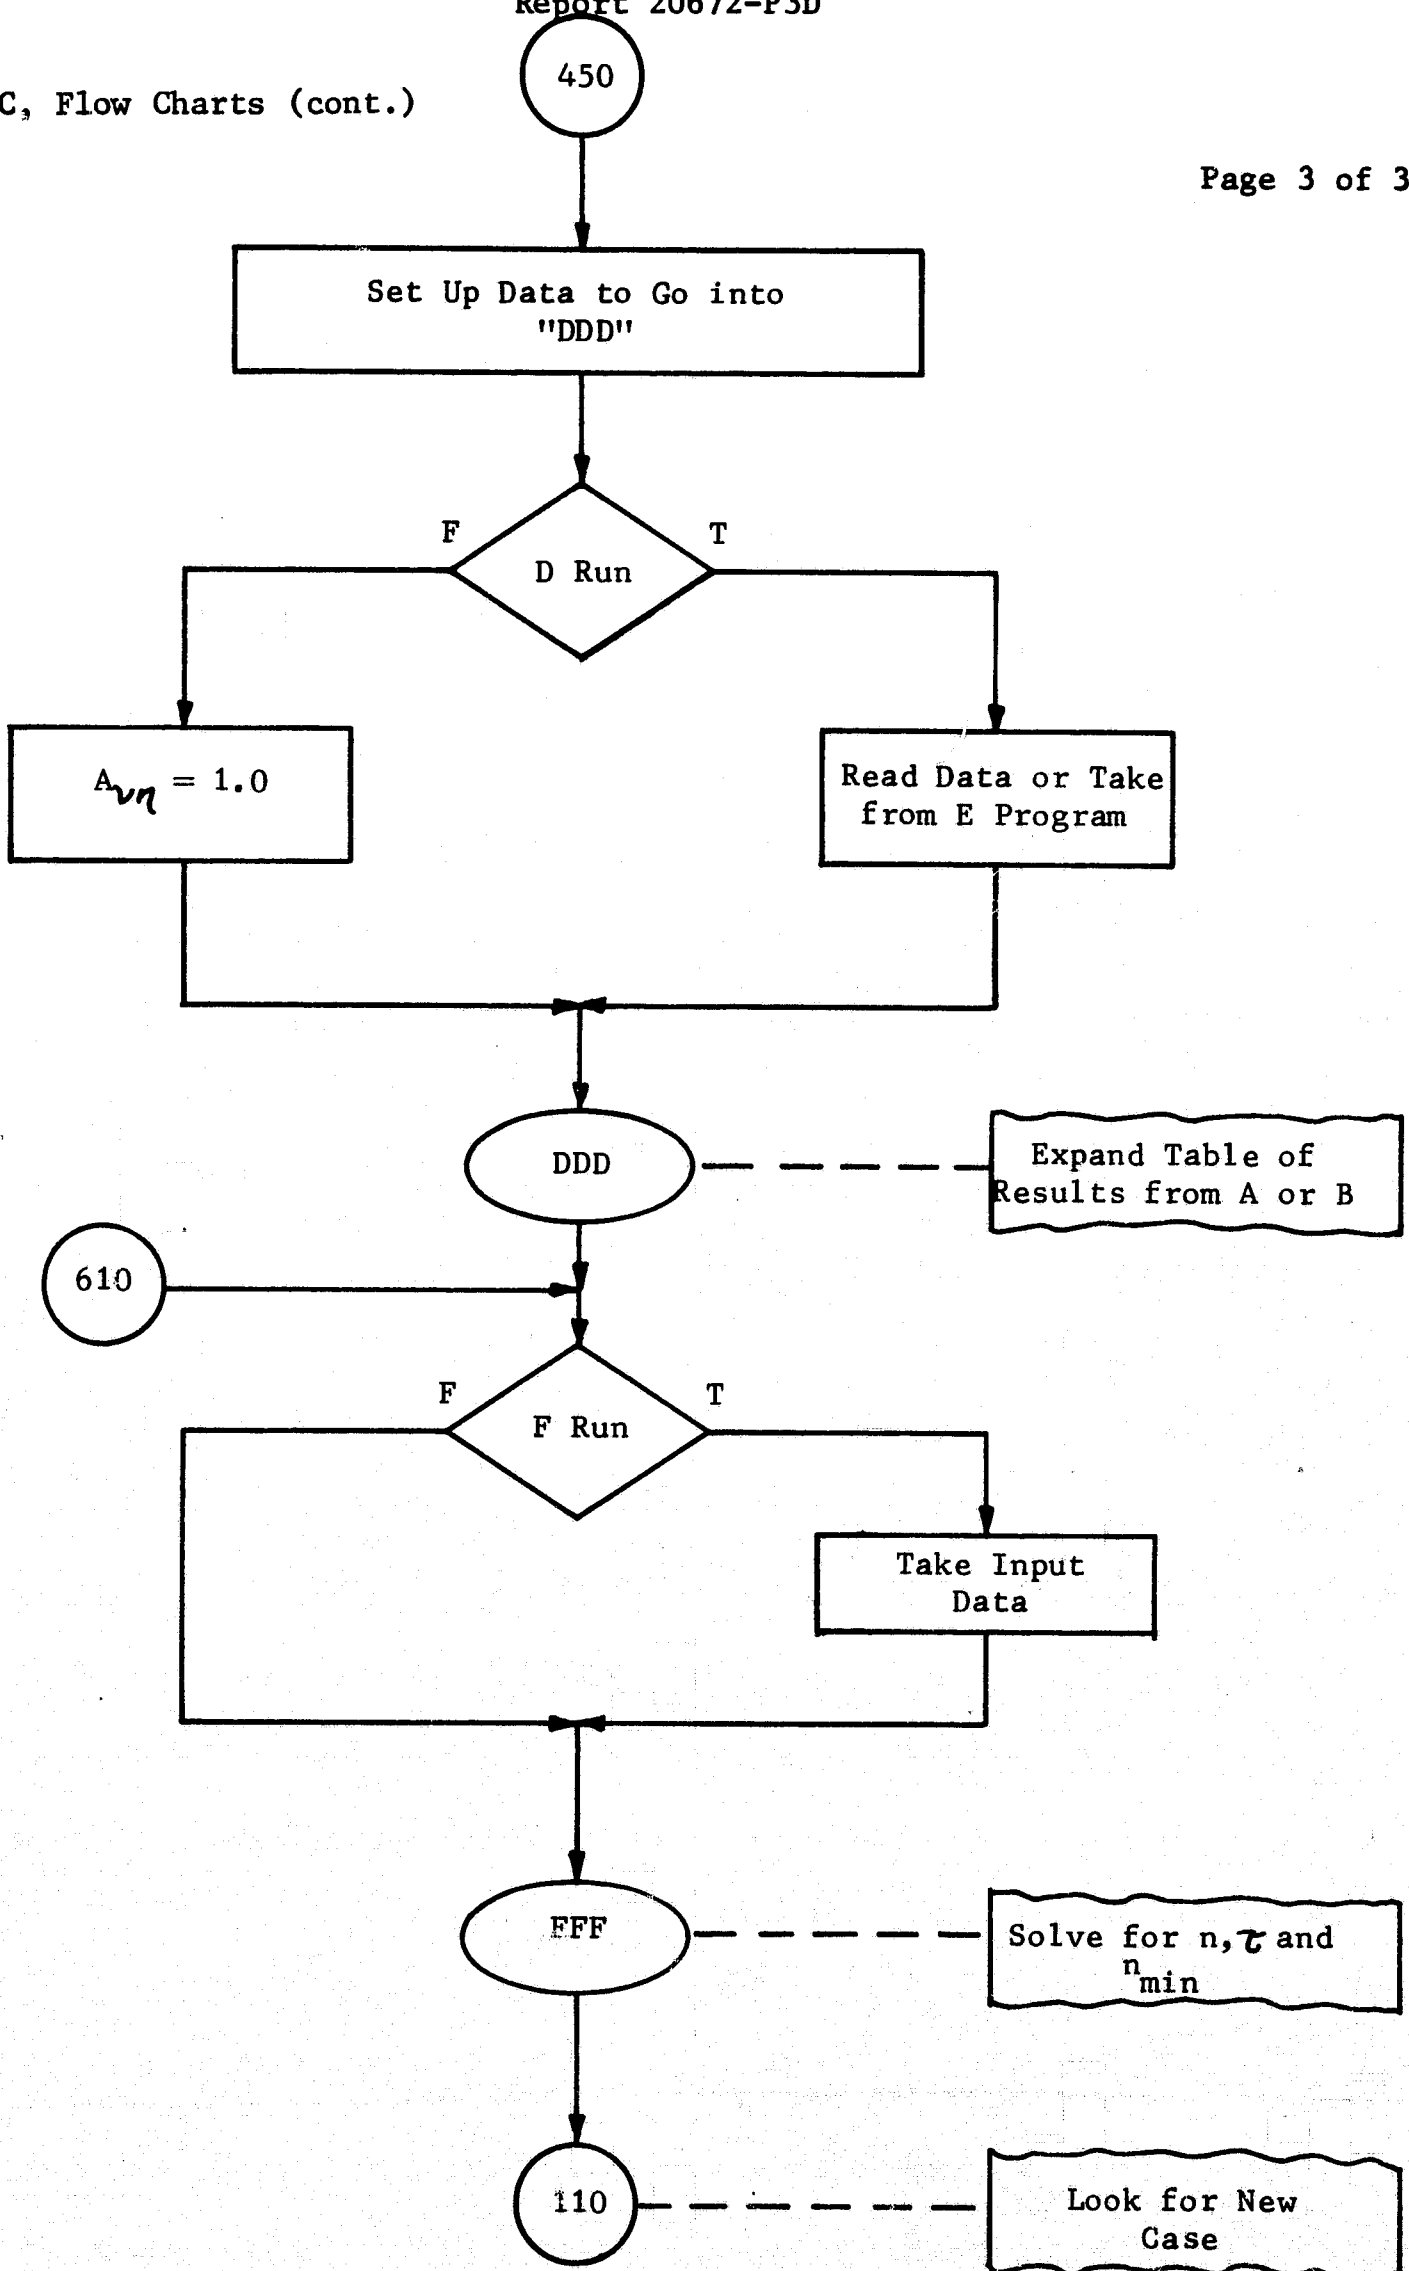 Report 20672-P3D
450
C, Flow Charts (cont.)
Page 3 of 3
Set Up Data to Go into
"DDD"
F
T
D Run
Aνη = 1.0
Read Data or Take
from E Program
DDD
Expand Table of
Results from A or B
610
F
T
F Run
Take Input
Data
FFF
Solve for n,τ and
nmin
110
Look for New
Case